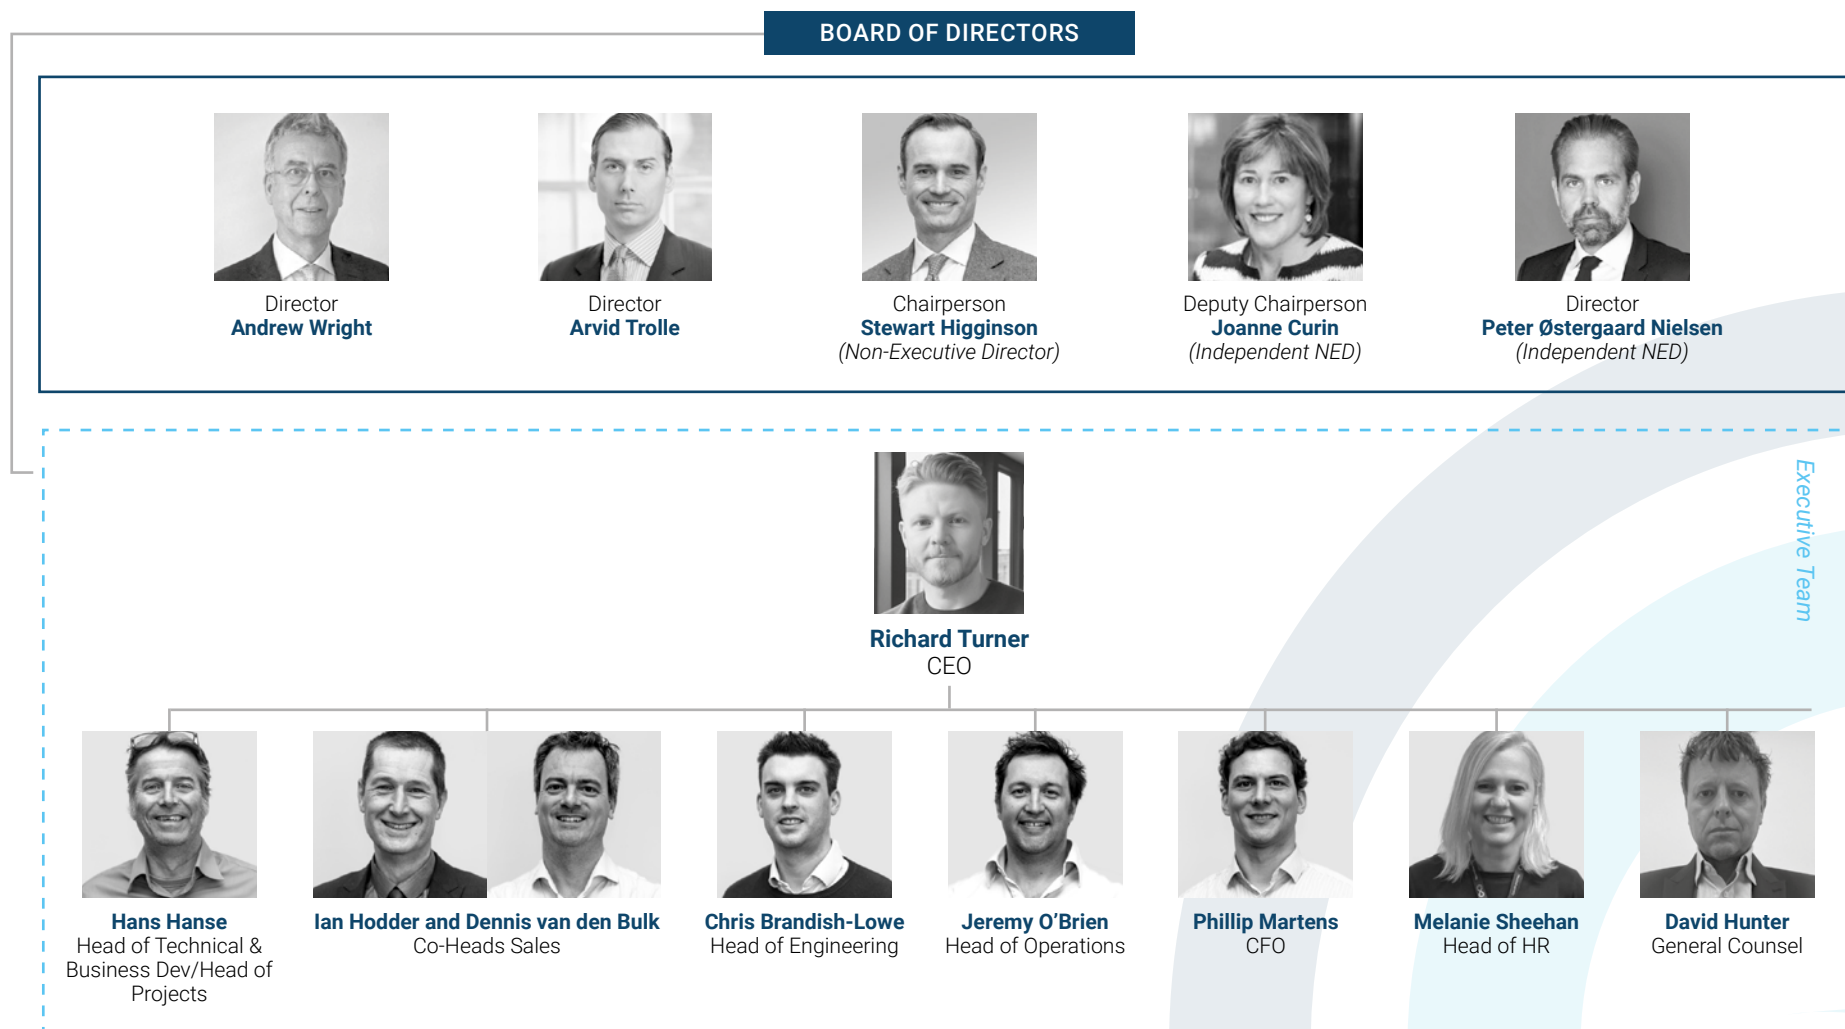 BOARD OF DIRECTORS
Director
Andrew Wright
Director
Arvid Trolle
Chairperson
Stewart Higginson
(Non-Executive Director)
Deputy Chairperson
Joanne Curin
(Independent NED)
Director
Peter Østergaard Nielsen
(Independent NED)
Executive Team
Richard Turner
CEO
Hans Hanse
Head of Technical &
Business Dev/Head of
Projects
Ian Hodder and Dennis van den Bulk
Co-Heads Sales
Chris Brandish-Lowe
Head of Engineering
Jeremy O’Brien
Head of Operations
Phillip Martens
CFO
Melanie Sheehan
Head of HR
David Hunter
General Counsel